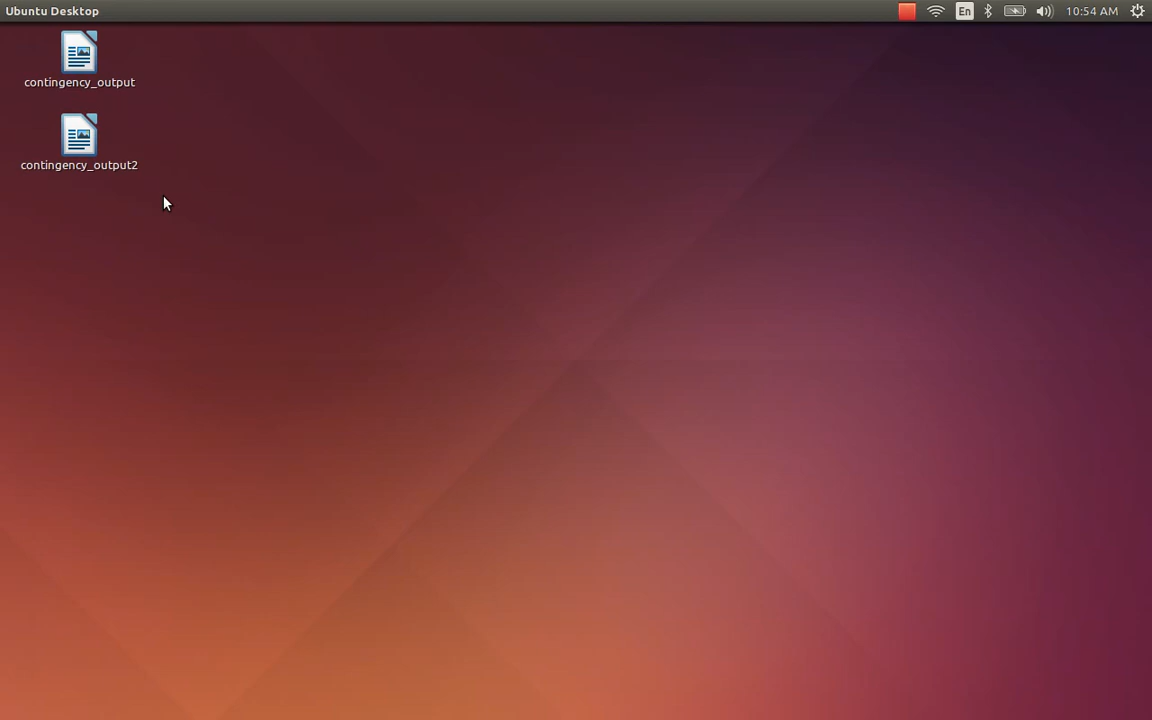 Ubuntu Desktop
En
10:54 AM
contingency_output
contingency_output2